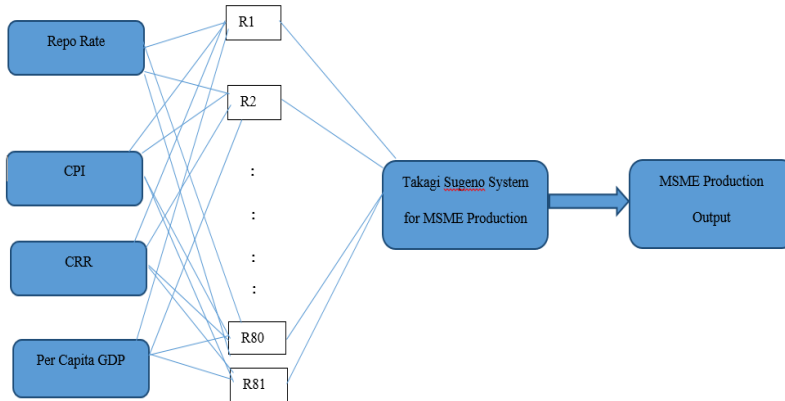 Repo Rate
CPI
CRR
Per Capita GDP
R1
R2
:
:
:
:
R80
R81
Takagi Sugeno System
for MSME Production
MSME Production
Output